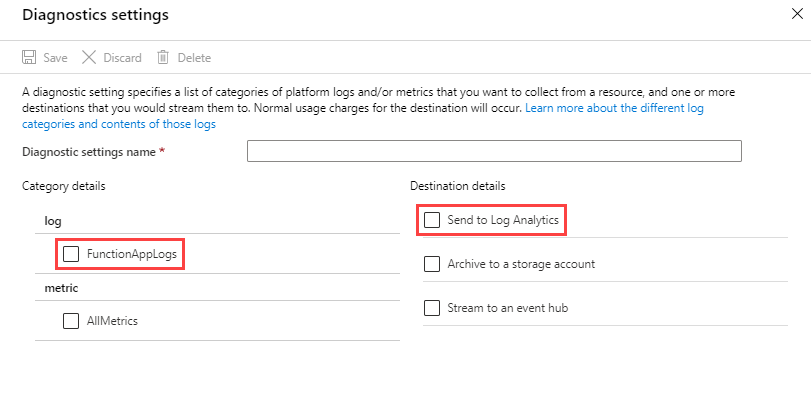 Diagnostics settings
Save Discard Delete
A diagnostic setting specifies a list of categories of platform logs and/or metrics that you want to collect from a resource, and one or more
destinations that you would stream them to. Normal usage charges for the destination will occur. Learn more about the different log
categories and contents of those logs
Diagnostic settings name *
Category details
log
FunctionAppLogs
metric
AllMetrics
Destination details
Send to Log Analytics
Archive to a storage account
Stream to an event hub